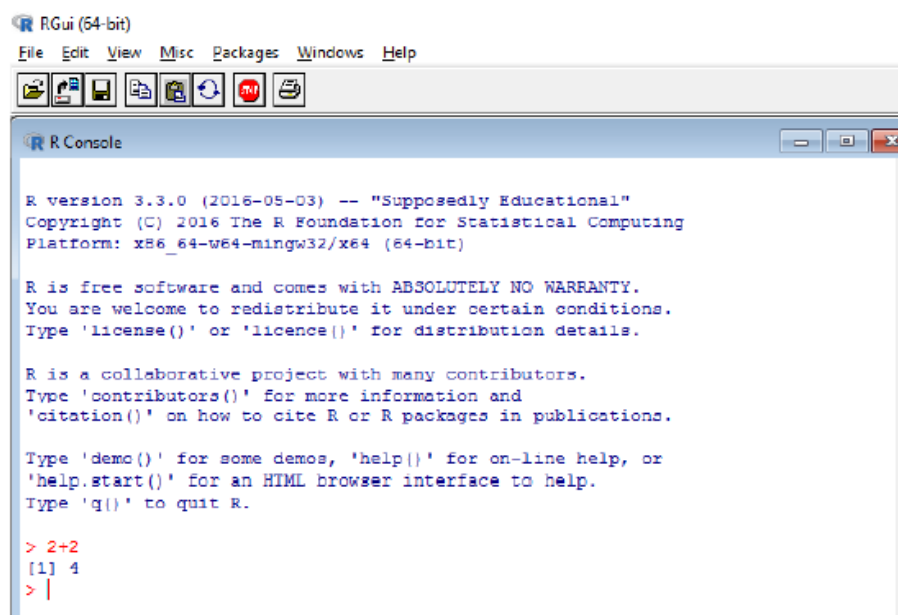 RGui (64-bit)
File Edit View Misc Packages Windows Help
STOP
R Console
R version 3.3.0 (2016-05-03) -- "Supposedly Educational"
Copyright (C) 2016 The R Foundation for Statistical Computing
Platform: x86_64-w64-mingw32/x64 (64-bit)
R is free software and comes with ABSOLUTELY NO WARRANTY.
You are welcome to redistribute it under certain conditions.
Type 'license()' or 'licence()' for distribution details.
R is a collaborative project with many contributors.
Type 'contributors()' for more information and
'citation()' on how to cite R or R packages in publications.
Type 'demo()' for some demos, 'help()' for on-line help, or
'help.start()' for an HTML browser interface to help.
Type 'q()' to quit R.
> 2+2
[1] 4
>